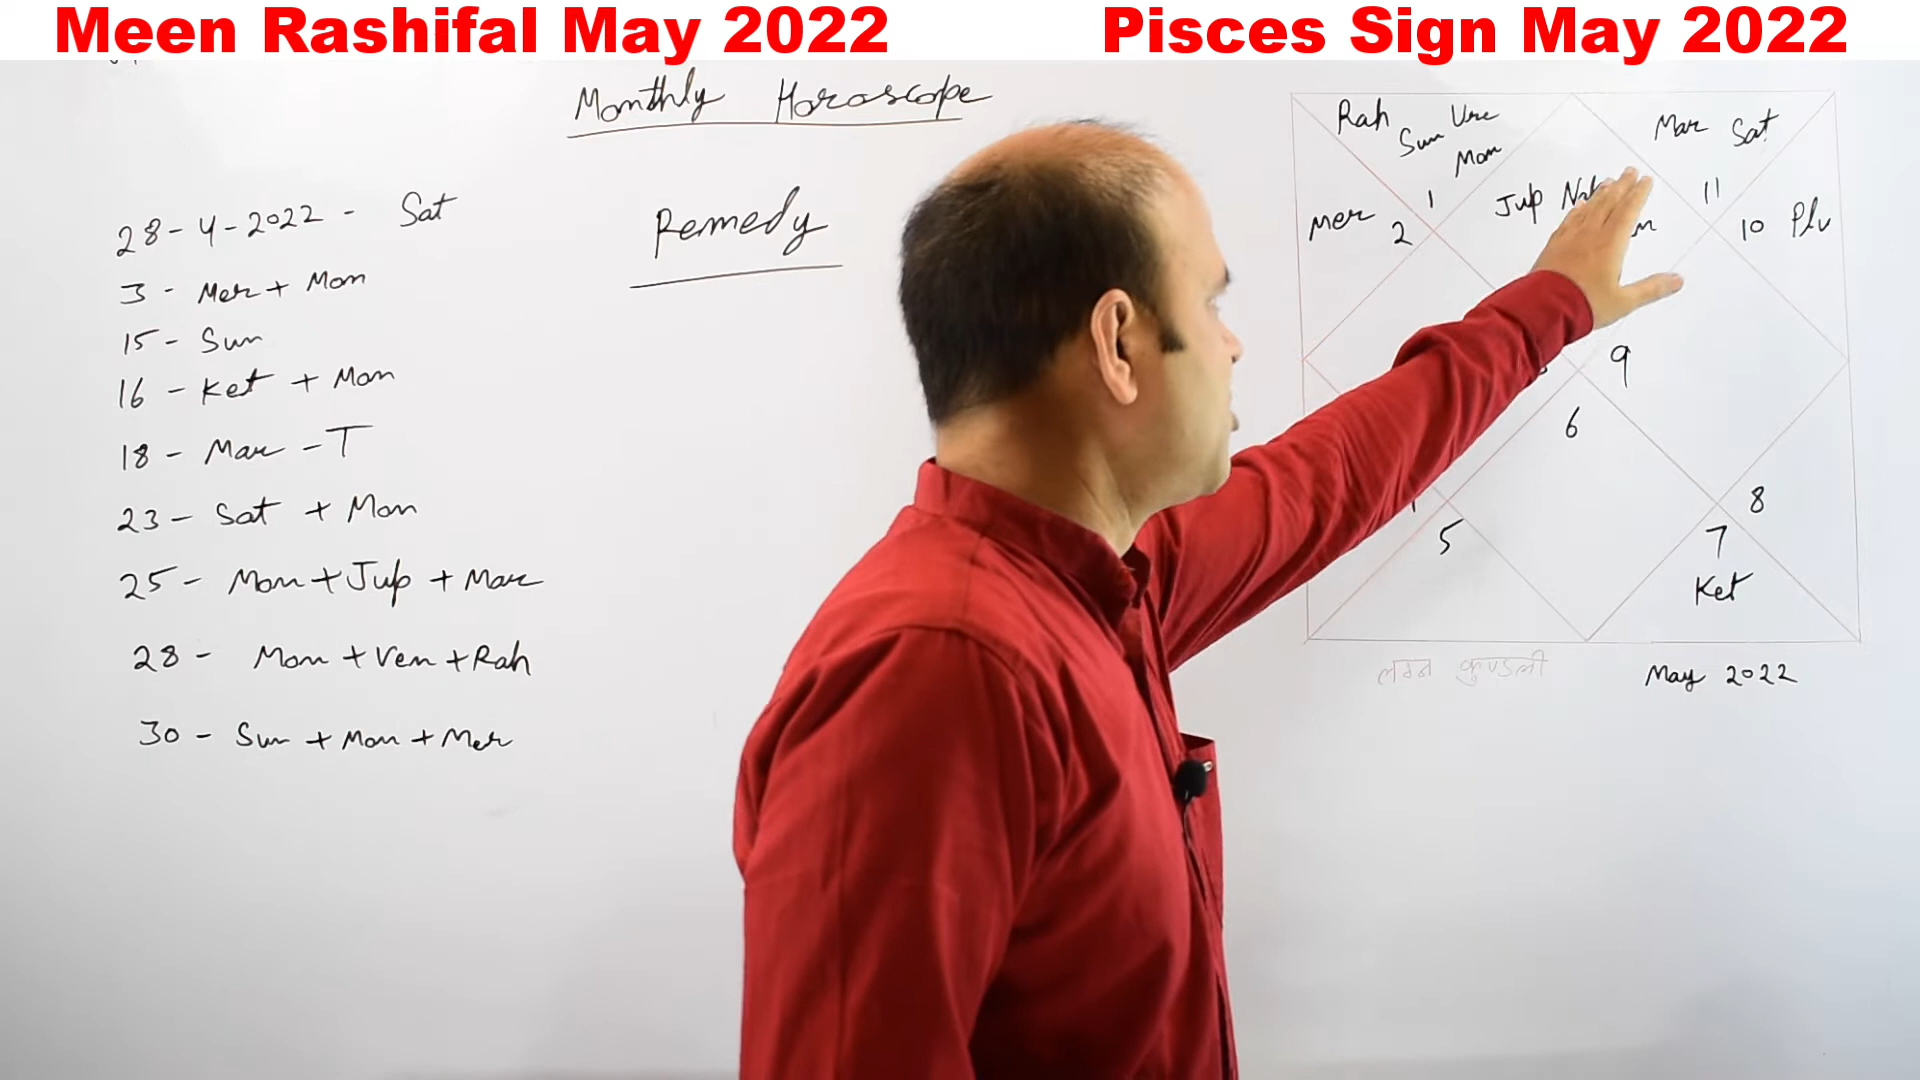 Meen Rashifal May 2022 Pisces Sign May 2022
Monthly Horoscope
28-4-2022 - Sat
3 - Mer + Mon
15 - Sun
16 - Ket + Mon
18 - Mar - T
23 - Sat + Mon
25 - Mon + Jup + Mar
28 - Mon + Ven + Rah
30 - Sun + Mon + Mer
Remedy
Rah Sun Ure Mar Sat
Mon
Mer 2 1 Jup 11 10 Plu
9
6
5 7 8
Ket
लग्न कुण्डली May 2022